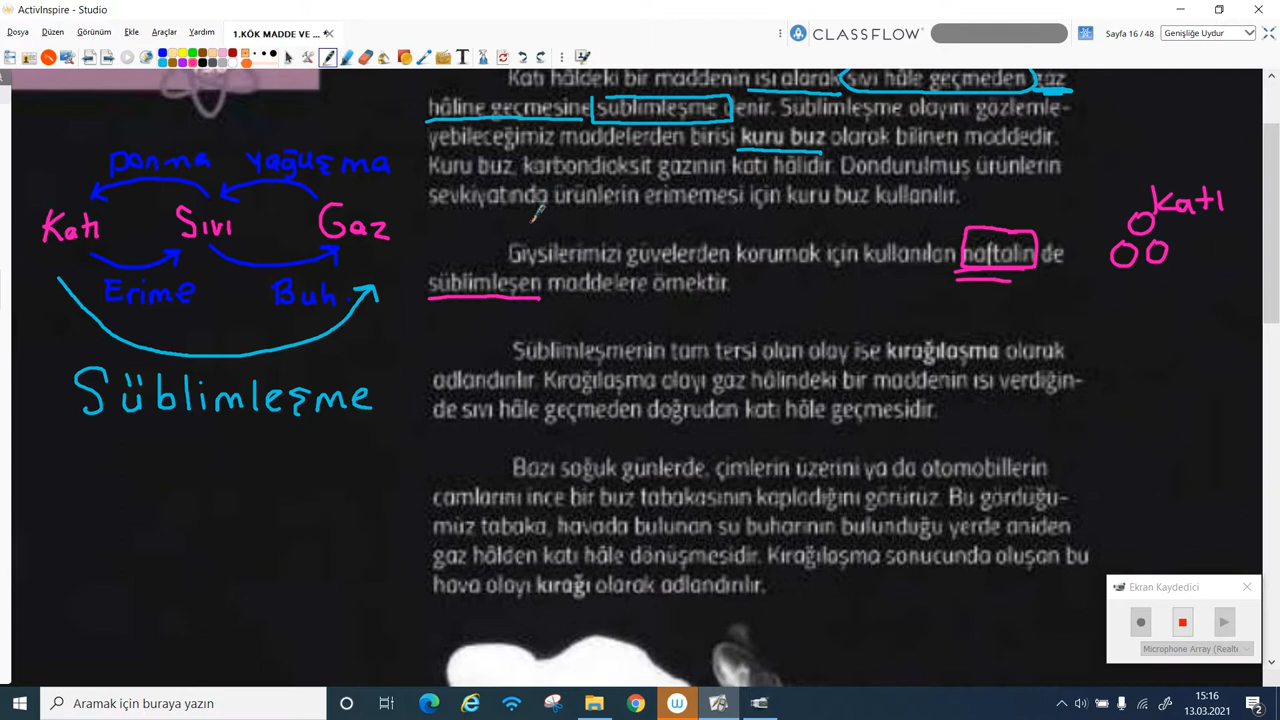 ActivInspire - Studio
Dosya Düzen Görünüm Ekle Araçlar Yardım
1.KÖK MADDE VE ...
CLASSFLOW
Sayfa 16 / 48
Genişliğe Uydur
Katı hâldeki bir maddenin ısı alarak sıvı hâle geçmeden gaz
hâline geçmesine süblimleşme denir. Süblimleşme olayını gözlemle-
yebileceğimiz maddelerden birisi kuru buz olarak bilinen maddedir.
Kuru buz, karbondioksit gazının katı hâlidir. Dondurulmuş ürünlerin
sevkiyatında ürünlerin erimemesi için kuru buz kullanılır.
Giysilerimizi güvelerden korumak için kullanılan naftalin de
süblimleşen maddelere örnektir.
Süblimleşmenin tam tersi olan olay ise kırağılaşma olarak
adlandırılır. Kırağılaşma olayı gaz hâlindeki bir maddenin ısı verdiğin-
de sıvı hâle geçmeden doğrudan katı hâle geçmesidir.
Bazı soğuk günlerde, çimlerin üzerini ya da otomobillerin
camlarını ince bir buz tabakasının kapladığını görürüz. Bu gördüğü-
müz tabaka, havada bulunan su buharının bulunduğu yerde aniden
gaz hâlden katı hâle dönüşmesidir. Kırağılaşma sonucunda oluşan bu
hava olayı kırağı olarak adlandırılır.
Donma Yoğuşma
Katı Sıvı Gaz
Erime Buh.
Süblimleşme
Katı
Ekran Kaydedici
Microphone Array (Realte
Aramak için buraya yazın
15:16
13.03.2021
2